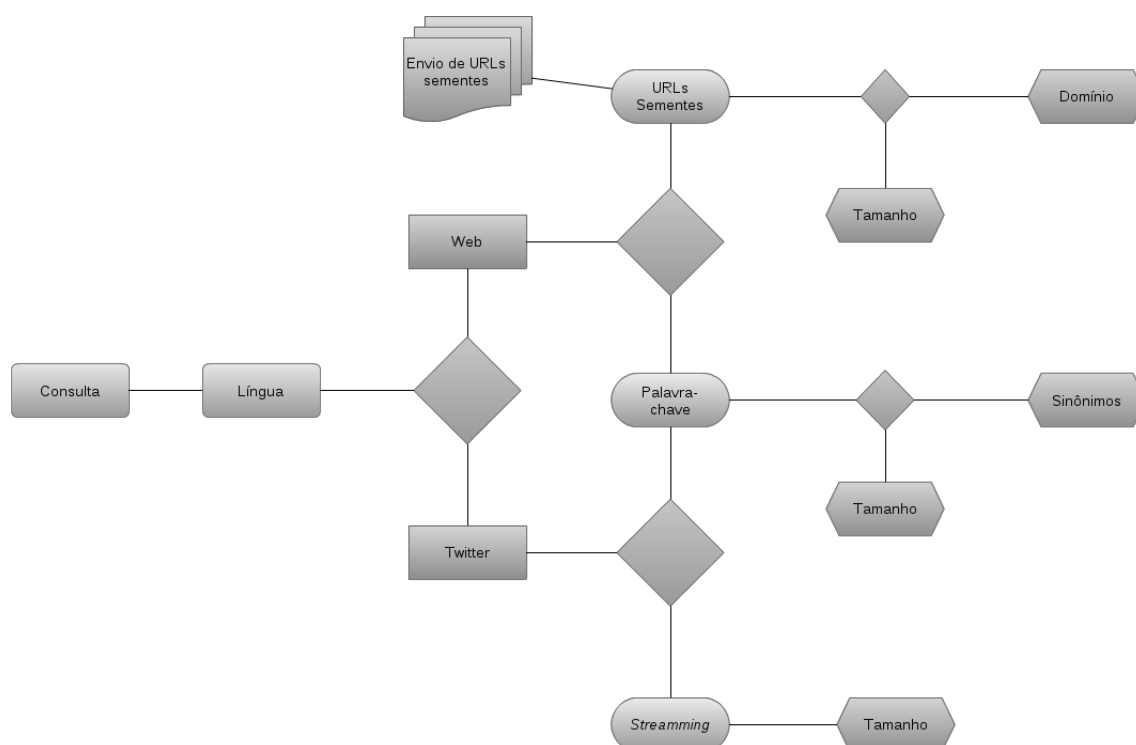 Envio de URLs
sementes
URLs
Sementes
Domínio
Tamanho
Web
Consulta
Língua
Palavra-
chave
Sinônimos
Tamanho
Twitter
Streamming
Tamanho